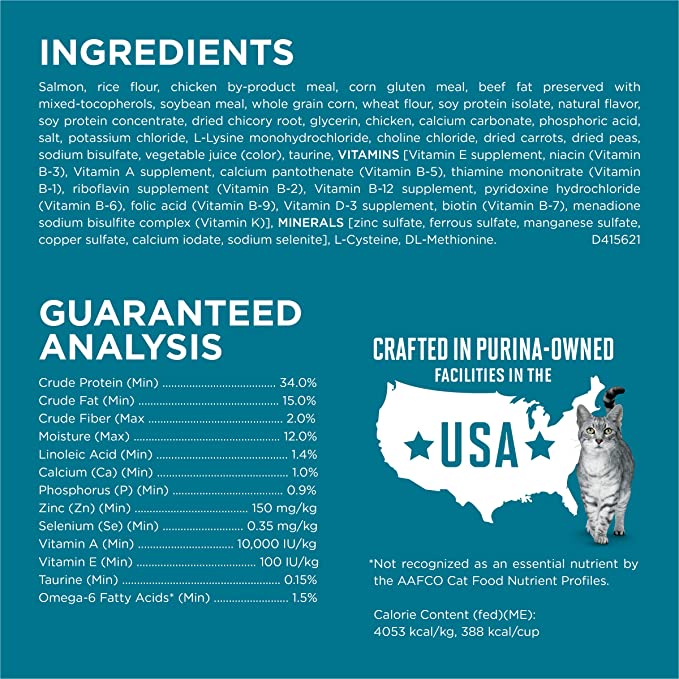 INGREDIENTS
Salmon, rice flour, chicken by-product meal, corn gluten meal, beef fat preserved with
mixed-tocopherols, soybean meal, whole grain corn, wheat flour, soy protein isolate, natural flavor,
soy protein concentrate, dried chicory root, glycerin, chicken, calcium carbonate, phosphoric acid,
salt, potassium chloride, L-Lysine monohydrochloride, choline chloride, dried carrots, dried peas,
sodium bisulfate, vegetable juice (color), taurine, VITAMINS [Vitamin E supplement, niacin (Vitamin
B-3), Vitamin A supplement, calcium pantothenate (Vitamin B-5), thiamine mononitrate (Vitamin
B-1), riboflavin supplement (Vitamin B-2), Vitamin B-12 supplement, pyridoxine hydrochloride
(Vitamin B-6), folic acid (Vitamin B-9), Vitamin D-3 supplement, biotin (Vitamin B-7), menadione
sodium bisulfite complex (Vitamin K)], MINERALS [zinc sulfate, ferrous sulfate, manganese sulfate,
copper sulfate, calcium iodate, sodium selenite], L-Cysteine, DL-Methionine. D415621
GUARANTEED
ANALYSIS
Crude Protein (Min) ................................ 34.0%
Crude Fat (Min) ........................................ 15.0%
Crude Fiber (Max ....................................... 2.0%
Moisture (Max) ......................................... 12.0%
Linoleic Acid (Min) ..................................... 1.4%
Calcium (Ca) (Min) .................................... 1.0%
Phosphorus (P) (Min) ............................... 0.9%
Zinc (Zn) (Min) ............................... 150 mg/kg
Selenium (Se) (Min) ..................... 0.35 mg/kg
Vitamin A (Min) ........................ 10,000 IU/kg
Vitamin E (Min) ............................... 100 IU/kg
Taurine (Min) ........................................... 0.15%
Omega-6 Fatty Acids* (Min) .................... 1.5%
CRAFTED IN PURINA-OWNED
FACILITIES IN THE
USA
*Not recognized as an essential nutrient by
the AAFCO Cat Food Nutrient Profiles.
Calorie Content (fed)(ME):
4053 kcal/kg, 388 kcal/cup